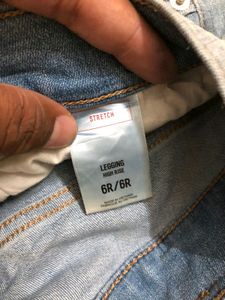 STRETCH
LEGGING
HIGH RISE
6R/6R